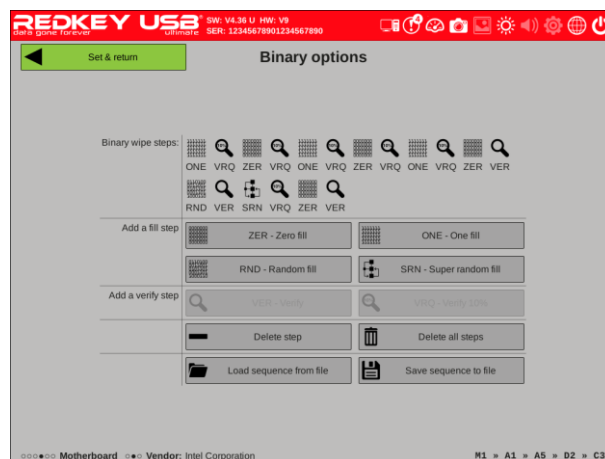 REDKEY USB
data gone forever
ultimate
SW: V4.36 U HW: V9
SER: 12345678901234567890
Set & return
Binary options
Binary wipe steps:
ONE VRQ ZER VRQ ONE VRQ ZER VRQ ONE VRQ ZER VER
RND VER SRN VRQ ZER VER
Add a fill step
ZER - Zero fill
ONE - One fill
RND - Random fill
SRN - Super random fill
Add a verify step
VER - Verify
VRQ - Verify 10%
Delete step
Delete all steps
Load sequence from file
Save sequence to file
Motherboard Vendor: Intel Corporation
M1 » A1 » A5 » D2 » C3